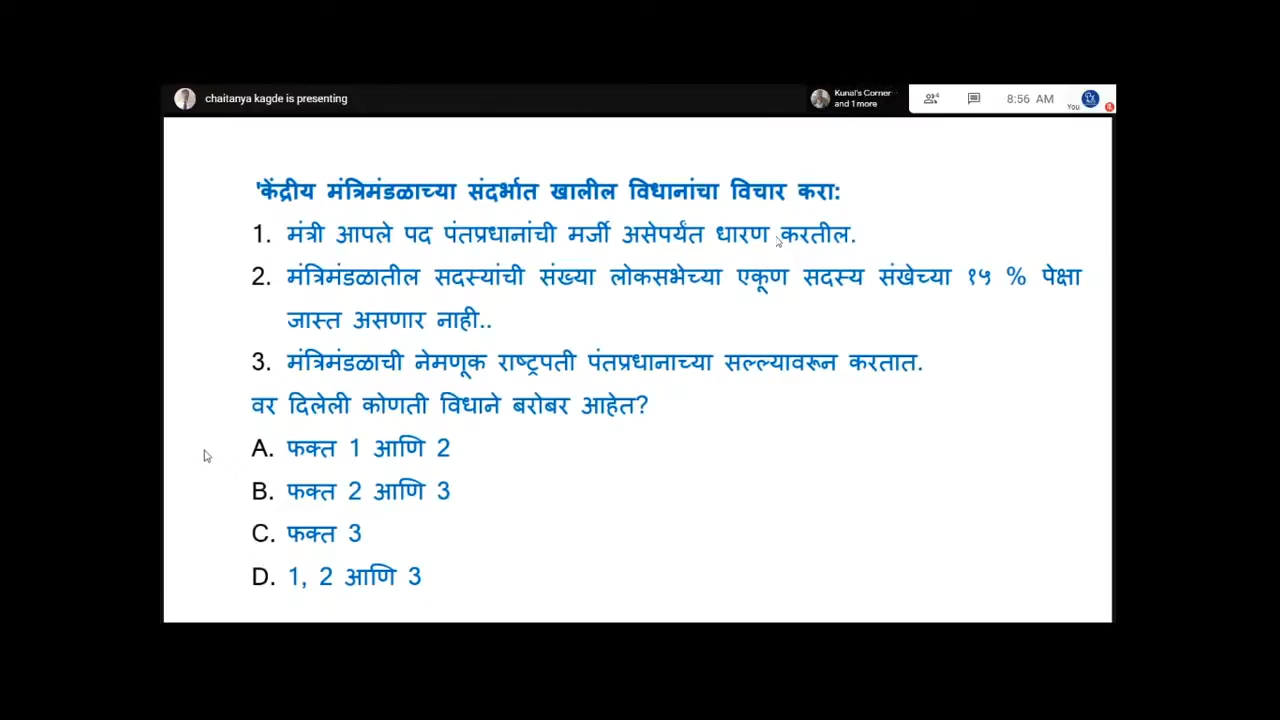 chaitanya kagde is presenting
Kunal's Corner
and 1 more
4
8:56 AM
You
'केंद्रीय मंत्रिमंडळाच्या संदर्भात खालील विधानांचा विचार करा:
1. मंत्री आपले पद पंतप्रधानांची मर्जी असेपर्यंत धारण करतील.
2. मंत्रिमंडळातील सदस्यांची संख्या लोकसभेच्या एकूण सदस्य संखेच्या १५ % पेक्षा
जास्त असणार नाही..
3. मंत्रिमंडळाची नेमणूक राष्ट्रपती पंतप्रधानाच्या सल्ल्यावरून करतात.
वर दिलेली कोणती विधाने बरोबर आहेत?
A. फक्त 1 आणि 2
B. फक्त 2 आणि 3
C. फक्त 3
D. 1, 2 आणि 3